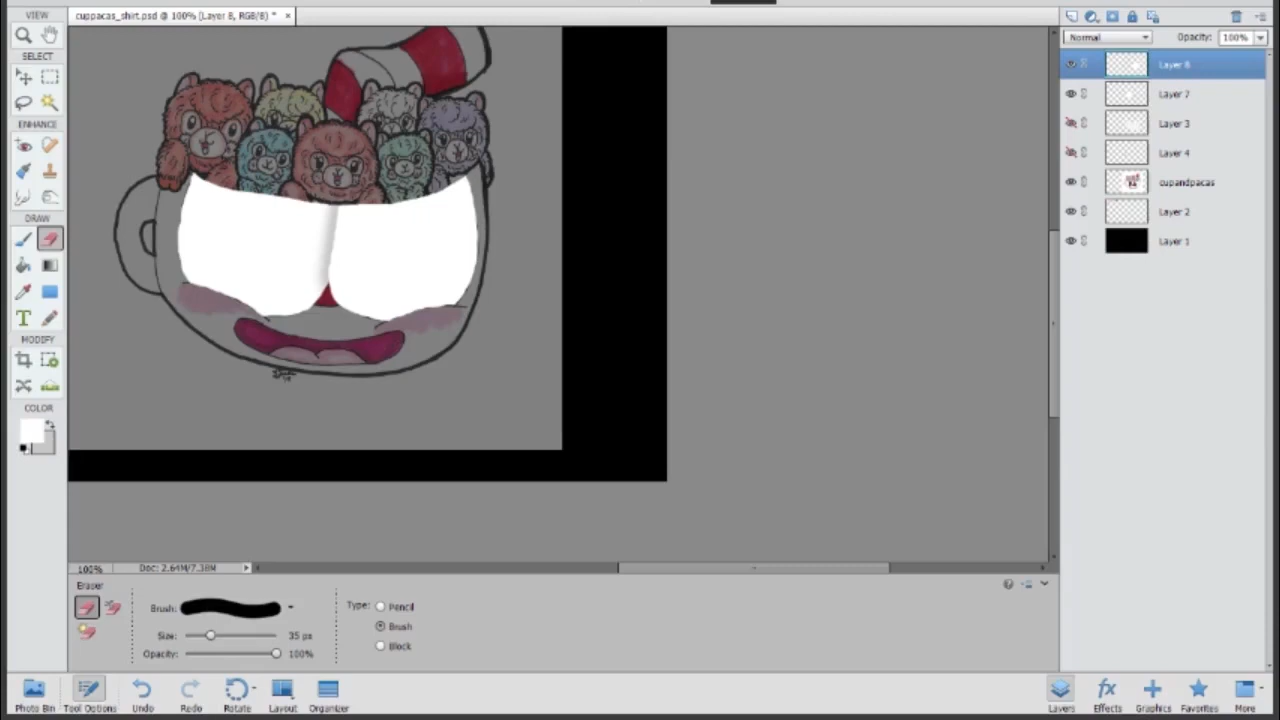 VIEW
cuppacas_shirt.psd @ 100% (Layer 8, RGB/8) * ×
SELECT
ENHANCE
DRAW
T
MODIFY
COLOR
Normal
Opacity: 100%
Layer 8
Layer 7
Layer 3
Layer 4
cupandpacas
Layer 2
Layer 1
100%
Doc: 2.64M/7.38M
Eraser
Brush:
Size: 35 px
Opacity: 100%
Type: Pencil
Brush
Block
Photo Bin
Tool Options
Undo
Redo
Rotate
Layout
Organizer
Layers
fx
Effects
Graphics
Favorites
More